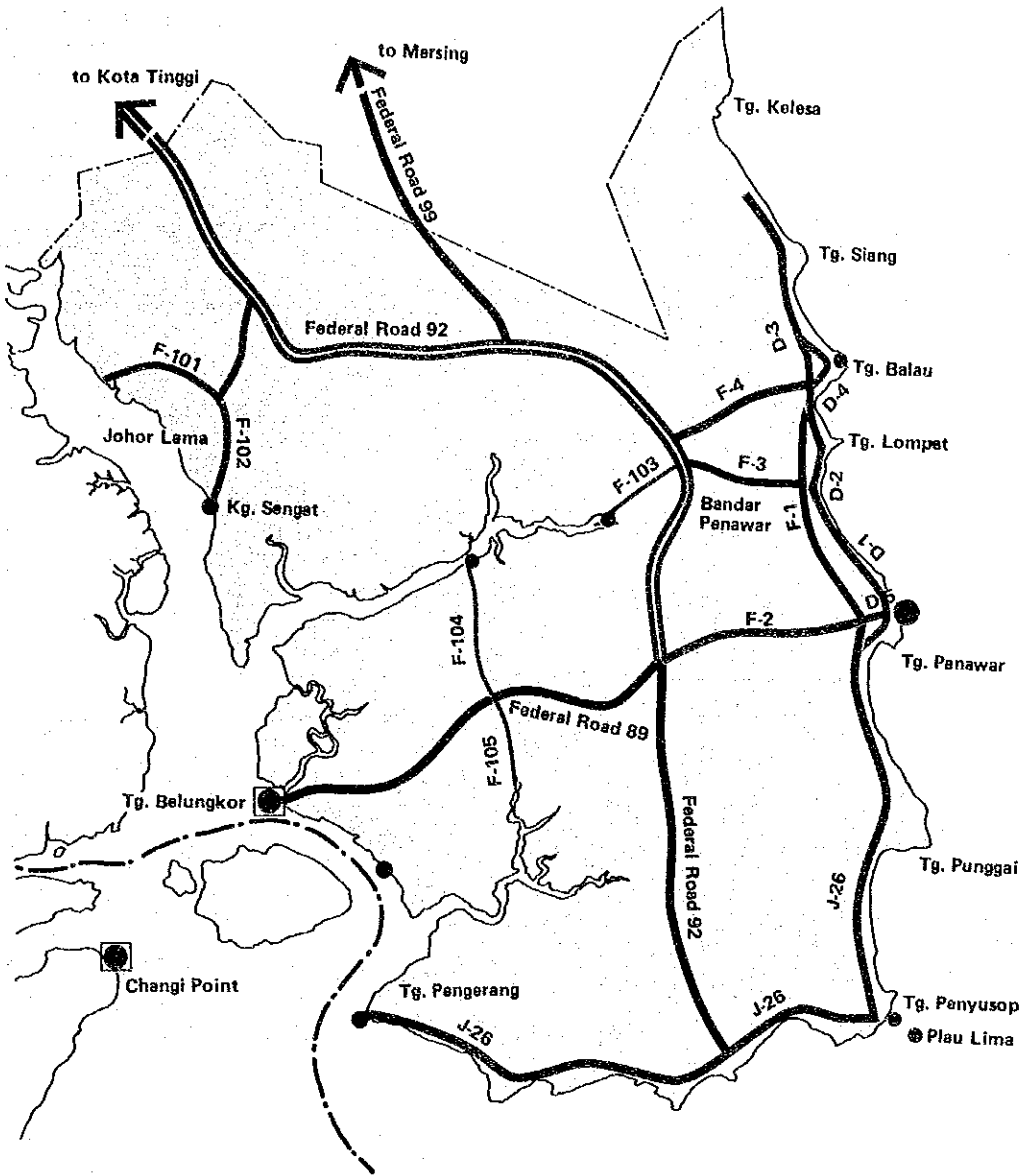 to Mersing
to Kota Tinggi
Tg. Kelesa
Federal Road 99
Tg. Siang
Federal Road 92
D-3
F-101
F-4
Tg. Balau
D-4
Johor Lama
F-102
Tg. Lompat
F-103
F-3
D-2
Kg. Sengat
Bandar
Penawar
F-1
D-1
D-5
F-104
F-2
Tg. Penawar
Federal Road 89
F-105
Tg. Belungkor
Federal Road 92
Tg. Punggai
J-26
Changi Point
Tg. Pengerang
J-26
Tg. Penyusop
J-26
Plau Lima